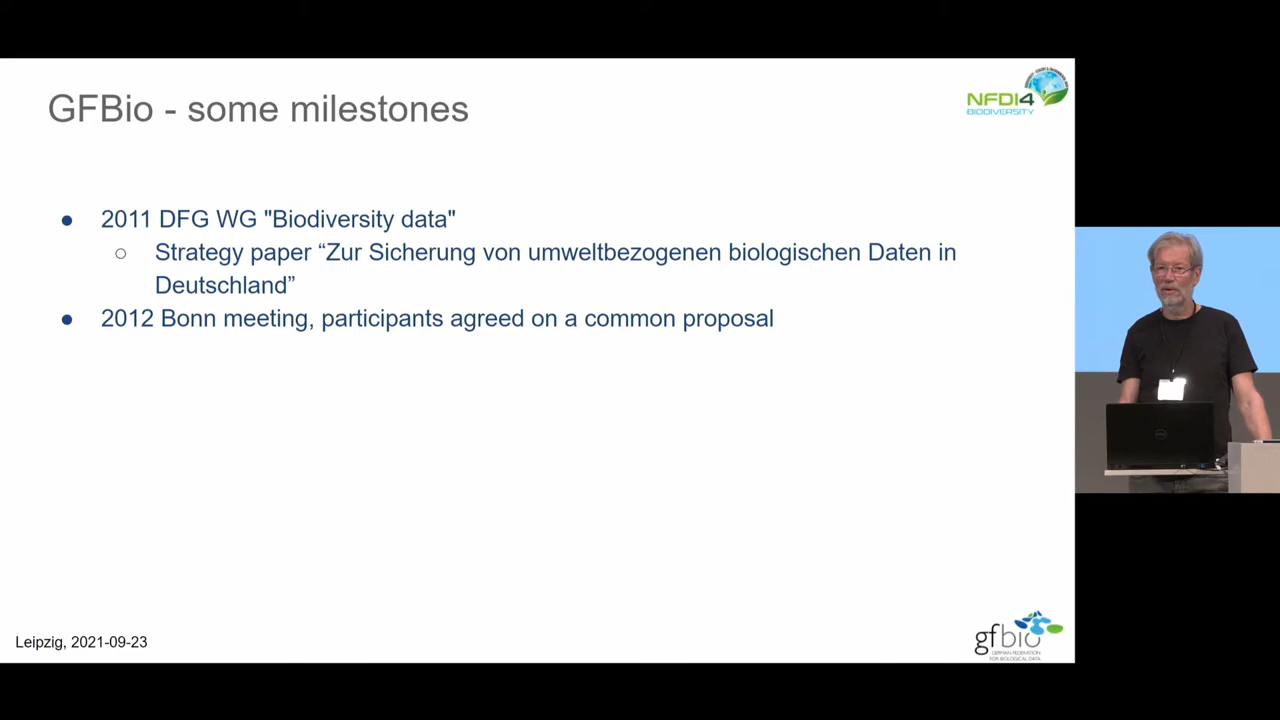 GFBio - some milestones
NFDI4
BIODIVERSITY
● 2011 DFG WG "Biodiversity data"
○ Strategy paper “Zur Sicherung von umweltbezogenen biologischen Daten in
Deutschland”
● 2012 Bonn meeting, participants agreed on a common proposal
Leipzig, 2021-09-23
gfbio
GERMAN FEDERATION
FOR BIOLOGICAL DATA